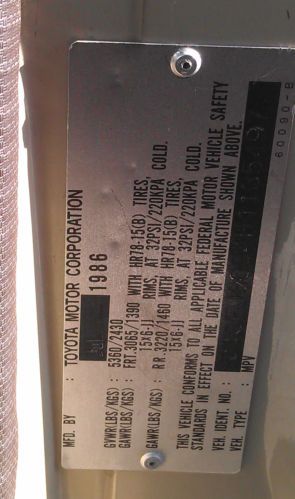 MFD. BY : TOYOTA MOTOR CORPORATION
1986
GVWR(LBS/KGS) : 5360/2430
GAWR(LBS/KGS) : FRT.3065/1390 WITH HR78-15(B) TIRES,
15x6-JJ RIMS, AT 32PSI/220KPA COLD.
GAWR(LBS/KGS) : RR.3220/1460 WITH HR78-15(B) TIRES,
15x6-JJ RIMS, AT 32PSI/220KPA COLD.
THIS VEHICLE CONFORMS TO ALL APPLICABLE FEDERAL MOTOR VEHICLE SAFETY
STANDARDS IN EFFECT ON THE DATE OF MANUFACTURE SHOWN ABOVE.
VEH. IDENT. NO. :
VEH. TYPE : MPV
60090-B